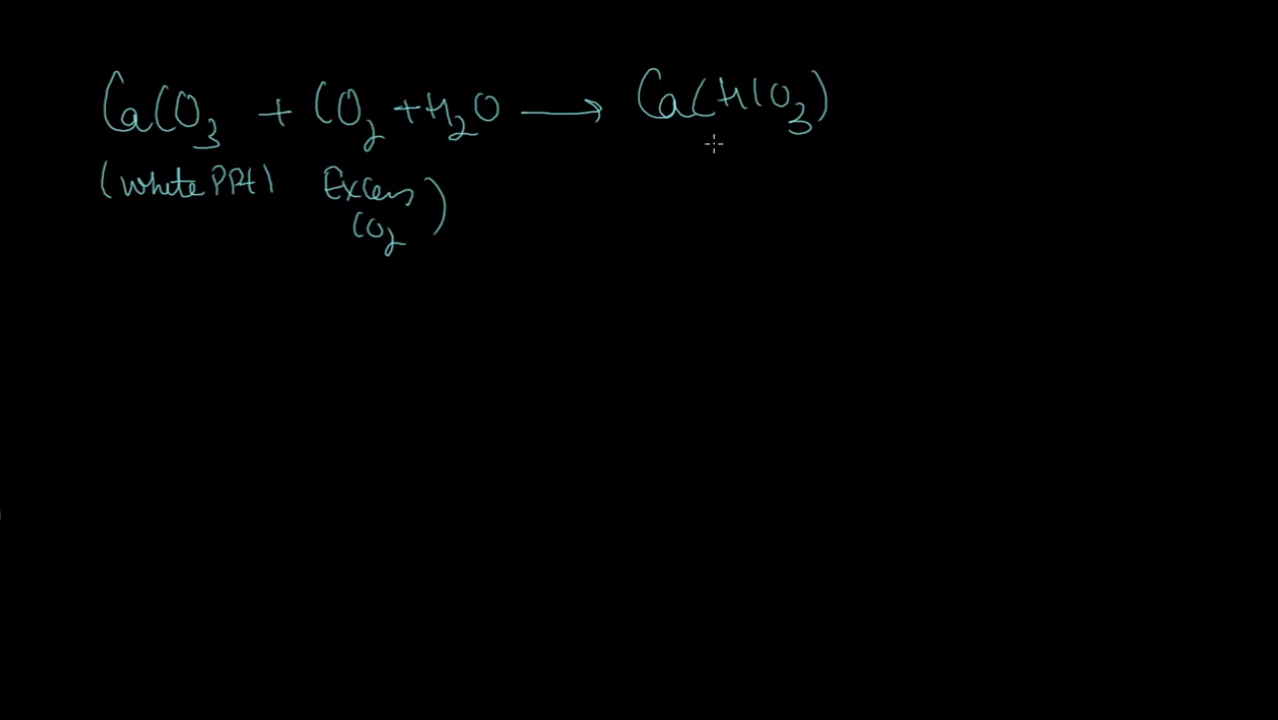 CaCO₃ + CO₂ + H₂O ⟶ Ca(HCO₃)
(white PPt) Excess
CO₂)